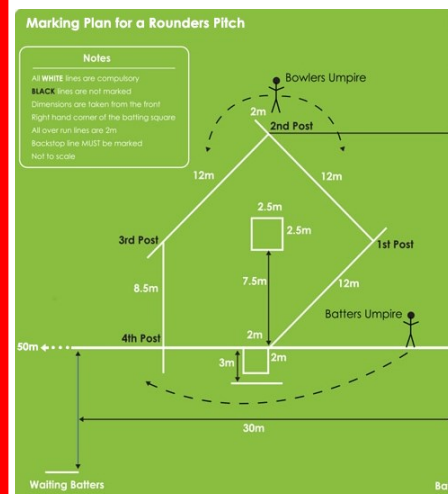 Marking Plan for a Rounders Pitch
Notes
All WHITE lines are compulsory
BLACK lines are not marked
Dimensions are taken from the front
Right hand corner of the batting square
All over run lines are 2m
Backstop line MUST be marked
Not to scale
Bowlers Umpire
2m
2nd Post
12m
12m
2.5m
2.5m
3rd Post
1st Post
7.5m
8.5m
12m
Batters Umpire
4th Post
2m
50m
2m
3m
30m
Waiting Batters
Ba